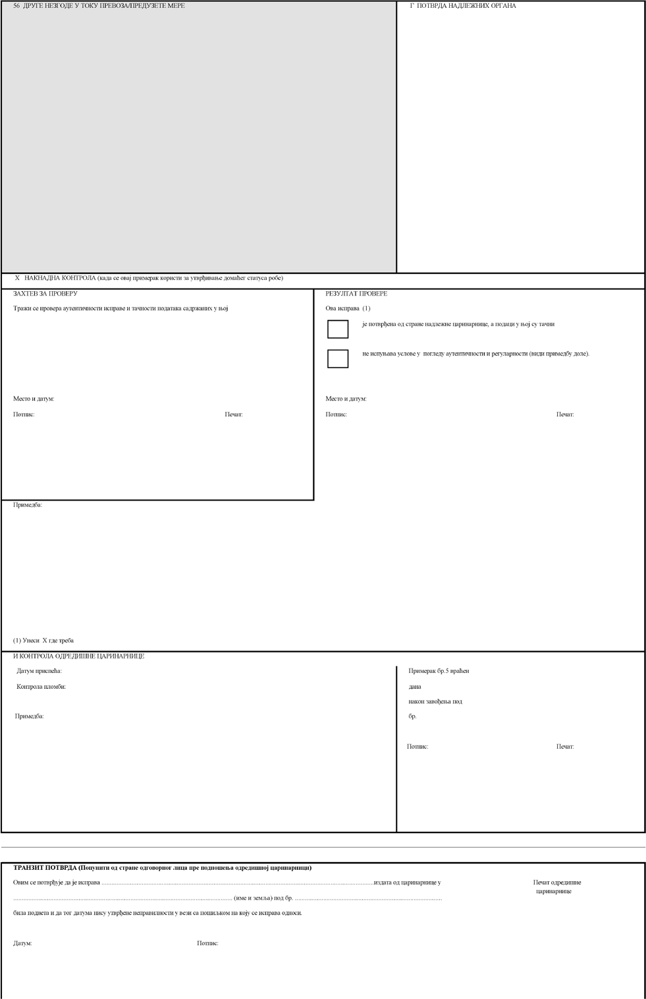 56 ДРУГЕ НЕЗГОДЕ У ТОКУ ПРЕВОЗА/ПРЕДУЗЕТЕ МЕРЕ
Г ПОТВРДА НАДЛЕЖНИХ ОРГАНА
X НАКНАДНА КОНТРОЛА (када се овај примерак користи за утврђивање домаћег статуса робе)
ЗАХТЕВ ЗА ПРОВЕРУ
Тражи се провера аутентичности исправе и тачности података садржаних у њој
Место и датум:
Потпис:
Печат:
РЕЗУЛТАТ ПРОВЕРЕ
Ова исправа (1)
је потврђена од стране надлежне царинарнице, а подаци у њој су тачни
не испуњава услове у погледу аутентичности и регуларности (види примедбу доле).
Место и датум:
Потпис:
Печат:
Примедба:
(1) Унеси X где треба
И КОНТРОЛА ОДРЕДИШНЕ ЦАРИНАРНИЦЕ
Датум приспећа:
Контрола пломби:
Примедба:
Примерак бр.5 враћен
дана
након завођења под
бр.
Потпис:
Печат:
ТРАНЗИТ ПОТВРДА (Попунити од стране одговорног лица пре подношења одредишној царинарници)
Овим се потврђује да је исправа ..................................................издата од царинарнице у
.................................................. (име и земља) под бр. ..................................................
била поднета и да тог датума нису утврђене неправилности у вези са пошиљком на коју се исправа односи.
Печат одредишне
царинарнице
Датум:
Потпис: